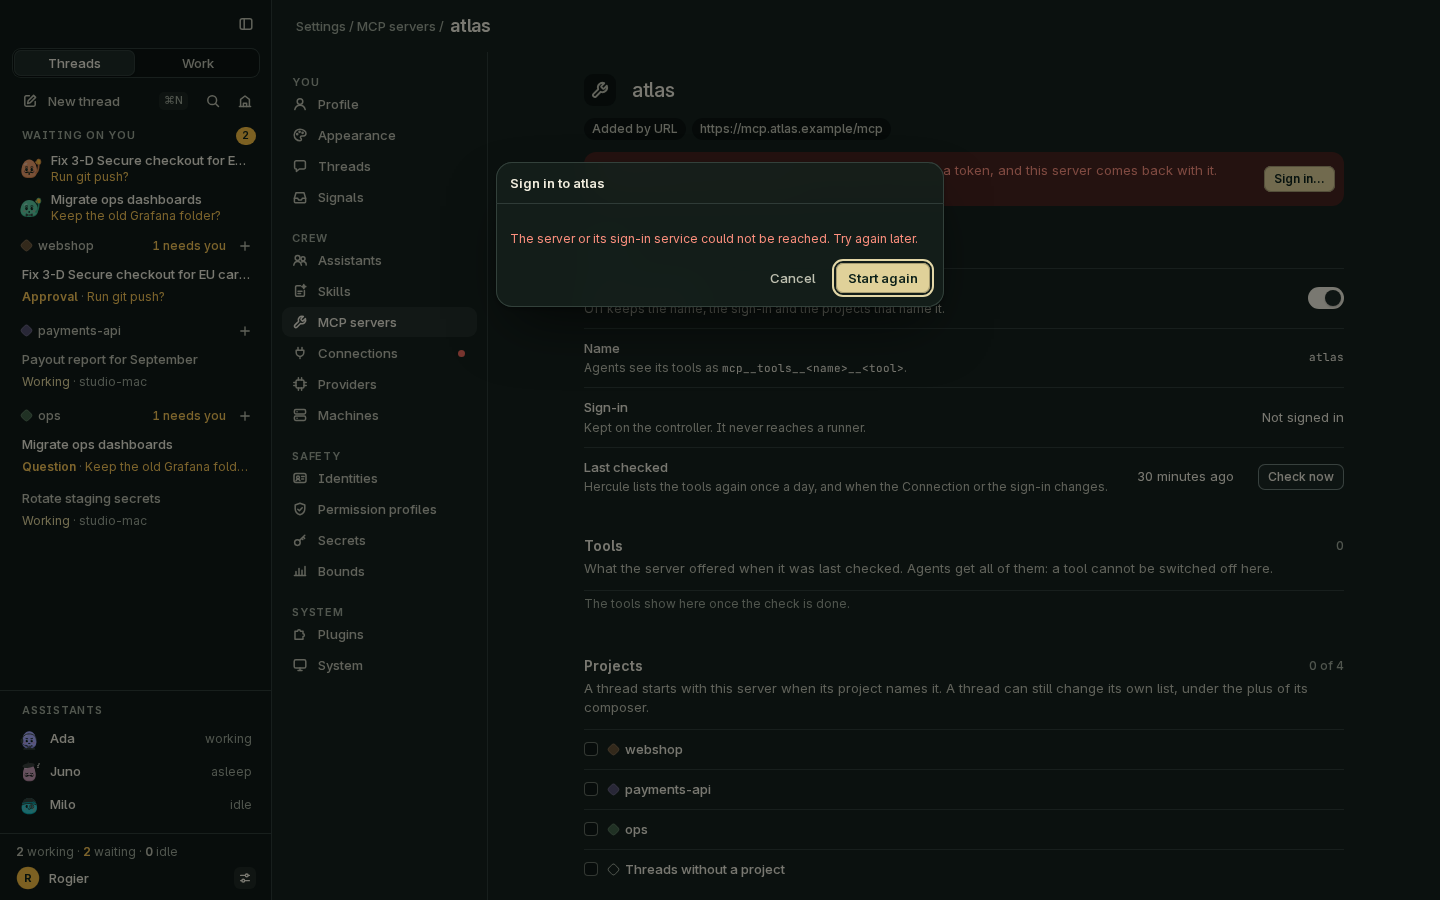 Settings / MCP servers / atlas
Threads
Work
New thread
⌘N
WAITING ON YOU
2
Fix 3-D Secure checkout for E…
Run git push?
Migrate ops dashboards
Keep the old Grafana folder?
webshop
1 needs you
Fix 3-D Secure checkout for EU car…
Approval · Run git push?
payments-api
Payout report for September
Working · studio-mac
ops
1 needs you
Migrate ops dashboards
Question · Keep the old Grafana fold…
Rotate staging secrets
Working · studio-mac
ASSISTANTS
Ada
working
Juno
asleep
Milo
idle
2 working · 2 waiting · 0 idle
R
Rogier
YOU
Profile
Appearance
Threads
Signals
CREW
Assistants
Skills
MCP servers
Connections
Providers
Machines
SAFETY
Identities
Permission profiles
Secrets
Bounds
SYSTEM
Plugins
System
atlas
Added by URL
https://mcp.atlas.example/mcp
a token, and this server comes back with it.
Sign in…
Sign in to atlas
The server or its sign-in service could not be reached. Try again later.
Cancel
Start again
Off keeps the name, the sign-in and the projects that name it.
Name
Agents see its tools as mcp__tools__<name>__<tool>.
atlas
Sign-in
Kept on the controller. It never reaches a runner.
Not signed in
Last checked
Hercule lists the tools again once a day, and when the Connection or the sign-in changes.
30 minutes ago
Check now
Tools
0
What the server offered when it was last checked. Agents get all of them: a tool cannot be switched off here.
The tools show here once the check is done.
Projects
0 of 4
A thread starts with this server when its project names it. A thread can still change its own list, under the plus of its
composer.
webshop
payments-api
ops
Threads without a project